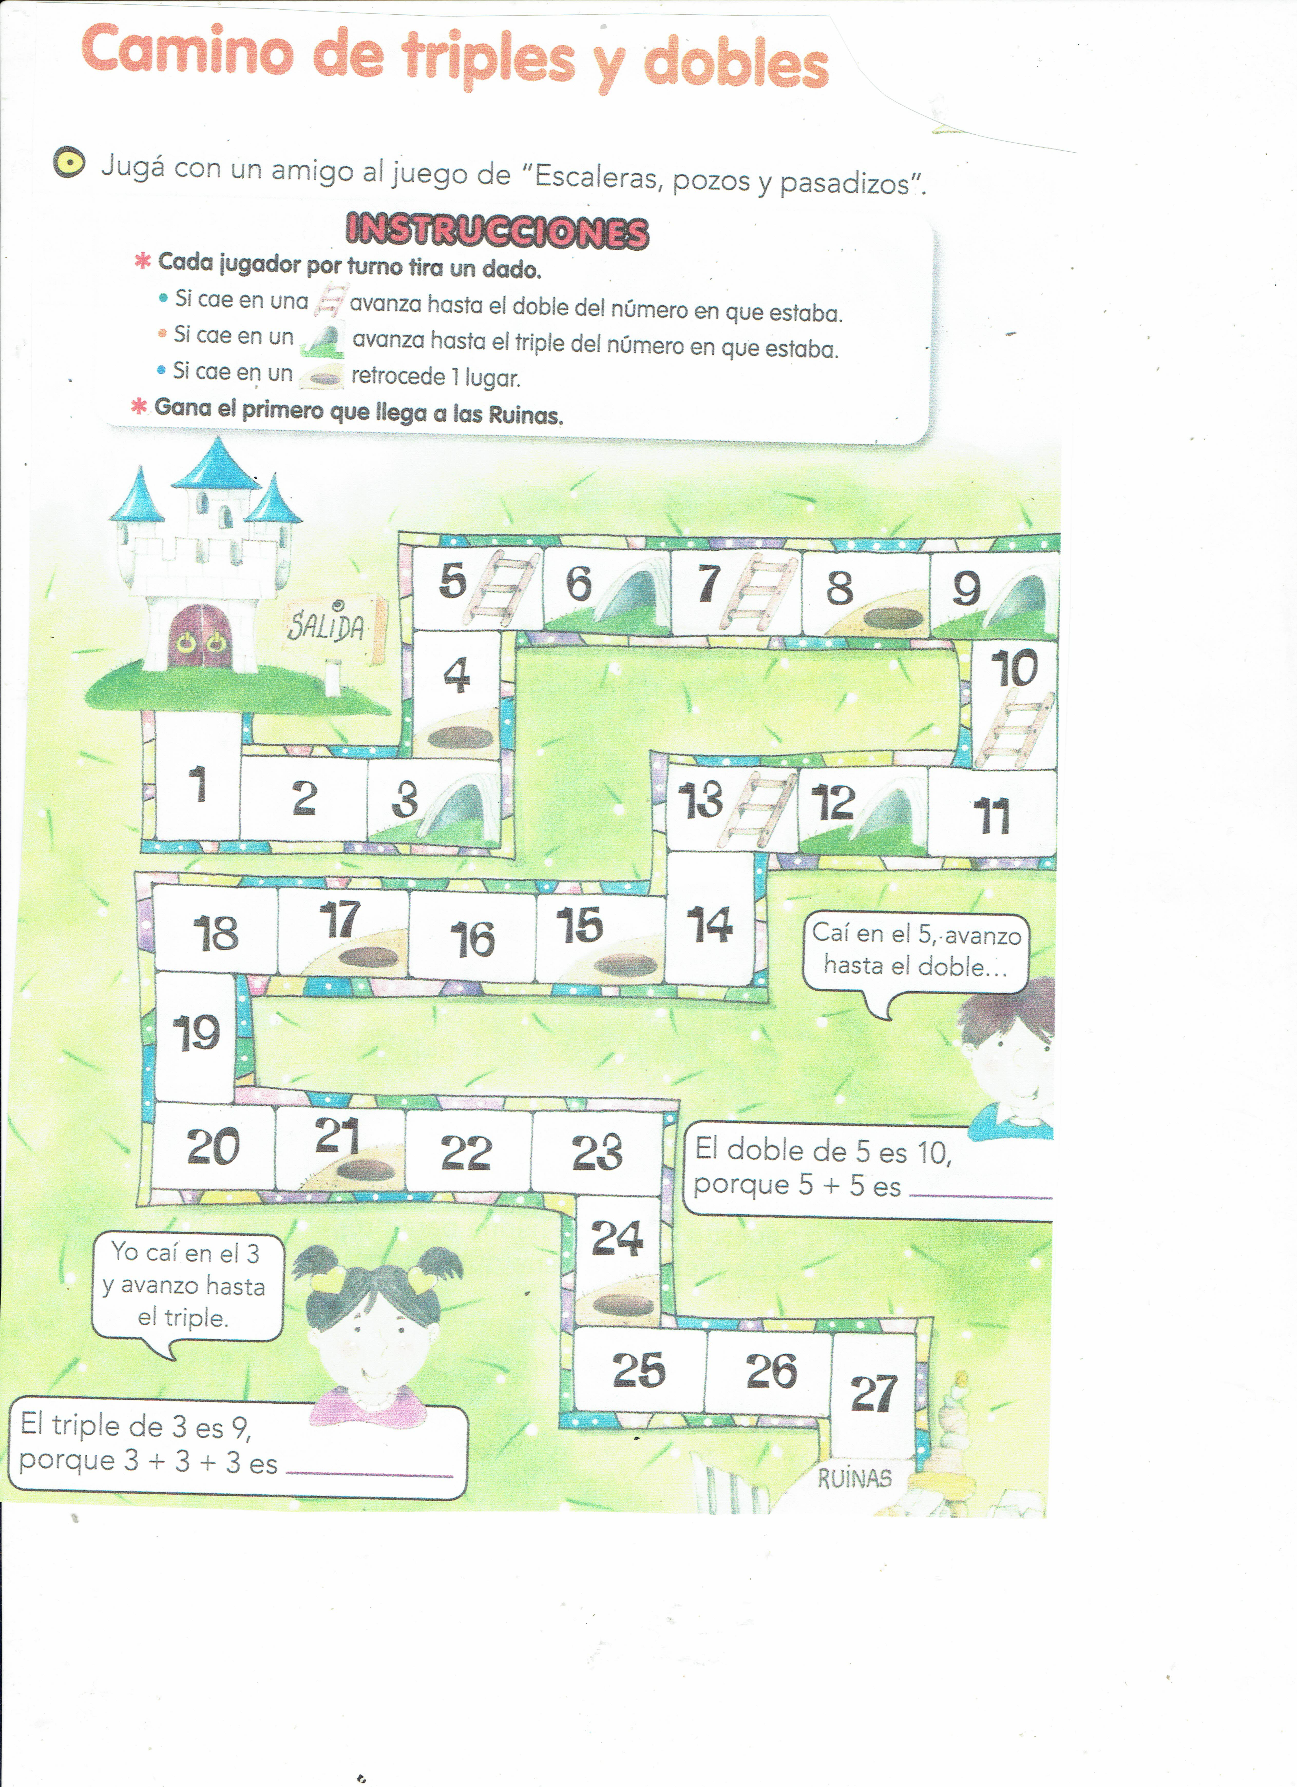 Camino de triples y dobles
Jugá con un amigo al juego de "Escaleras, pozos y pasadizos".
INSTRUCCIONES
* Cada jugador por turno tira un dado.
• Si cae en una avanza hasta el doble del número en que estaba.
• Si cae en un avanza hasta el triple del número en que estaba.
• Si cae en un retrocede 1 lugar.
* Gana el primero que llega a las Ruinas.
SALIDA
5 6 7 8 9
4
10
1 2 3
13 12 11
18 17 16 15 14
Caí en el 5, avanzo
hasta el doble...
19
20 21 22 23
El doble de 5 es 10,
porque 5 + 5 es
24
Yo caí en el 3
y avanzo hasta
el triple.
25 26 27
El triple de 3 es 9,
porque 3 + 3 + 3 es
RUINAS